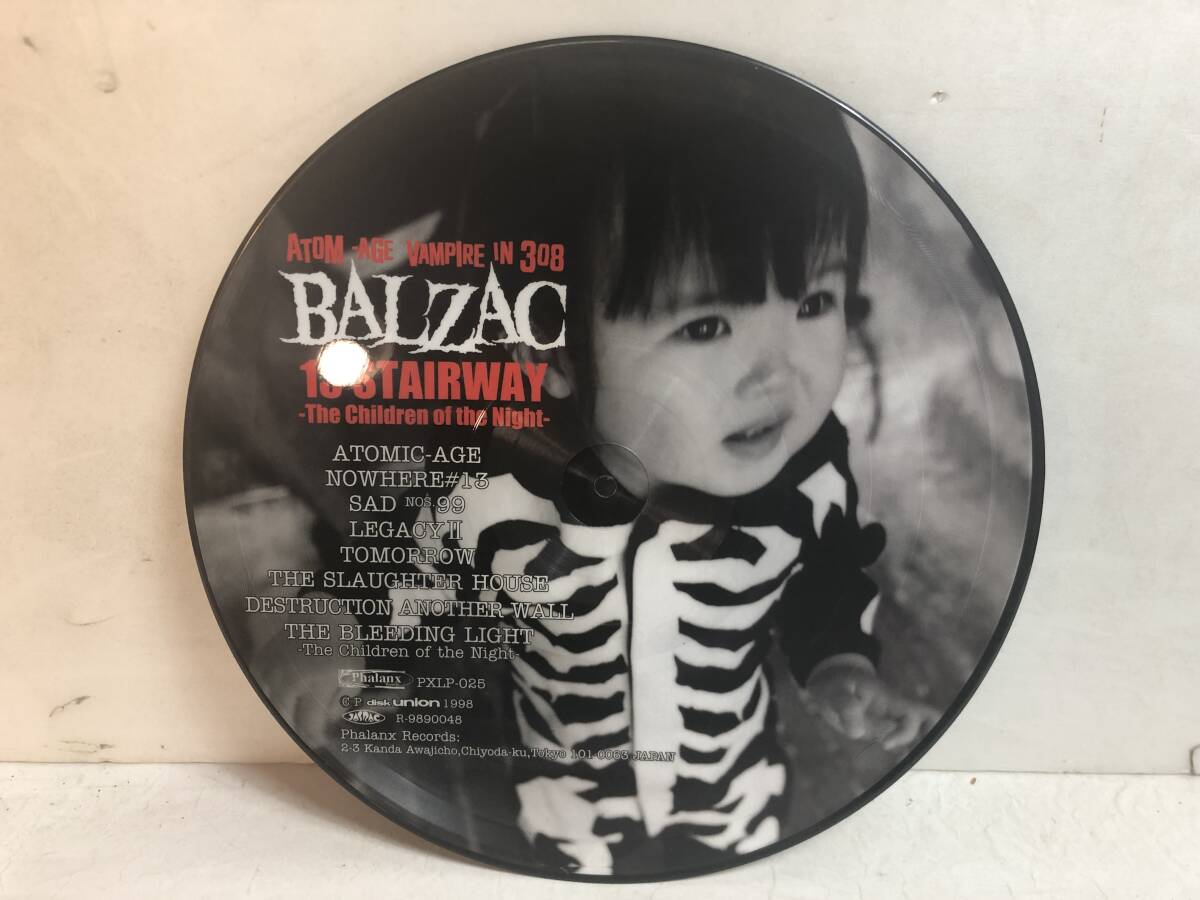 ATOM-AGE VAMPIRE IN 308
BALZAC
13 STAIRWAY
-The Children of the Night-
ATOMIC-AGE
NOWHERE#13
SAD NOS.99
LEGACY II
TOMORROW
THE SLAUGHTER HOUSE
DESTRUCTION ANOTHER WALL
THE BLEEDING LIGHT
-The Children of the Night-
Phalanx PXLP-025
© P disk union 1998
JASRAC R-9890048
Phalanx Records:
2-3 Kanda Awajicho,Chiyoda-ku,Tokyo 101-0063 JAPAN